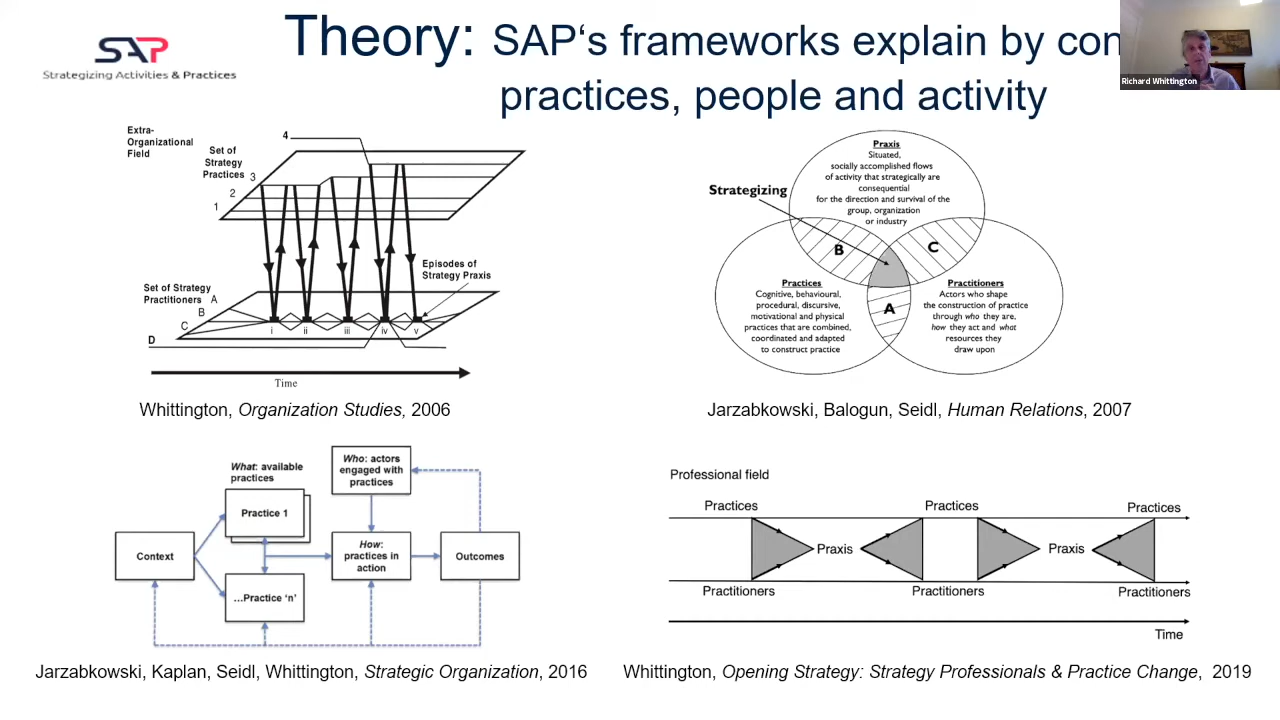 SAP
Strategizing Activities & Practices
Theory: SAP‘s frameworks explain by con
practices, people and activity
Richard Whittington
Extra-
Organizational
Field
Set of
Strategy
Practices
4
3
2
1
Episodes of
Strategy Praxis
Set of Strategy
Practitioners
A
B
C
D
i
ii
iii
iv
v
Time
Whittington, Organization Studies, 2006
Strategizing
Praxis
Situated,
socially accomplished flows
of activity that strategically are
consequential
for the direction and survival of the
group, organization
or industry
B
C
A
Practices
Cognitive, behavioural,
procedural, discursive,
motivational and physical
practices that are combined,
coordinated and adapted
to construct practice
Practitioners
Actors who shape
the construction of practice
through who they are,
how they act and what
resources they
draw upon
Jarzabkowski, Balogun, Seidl, Human Relations, 2007
What: available
practices
Who: actors
engaged with
practices
Practice 1
Context
How:
practices in
action
Outcomes
...Practice ‘n’
Jarzabkowski, Kaplan, Seidl, Whittington, Strategic Organization, 2016
Professional field
Practices
Practices
Practices
Praxis
Praxis
Practitioners
Practitioners
Practitioners
Time
Whittington, Opening Strategy: Strategy Professionals & Practice Change, 2019